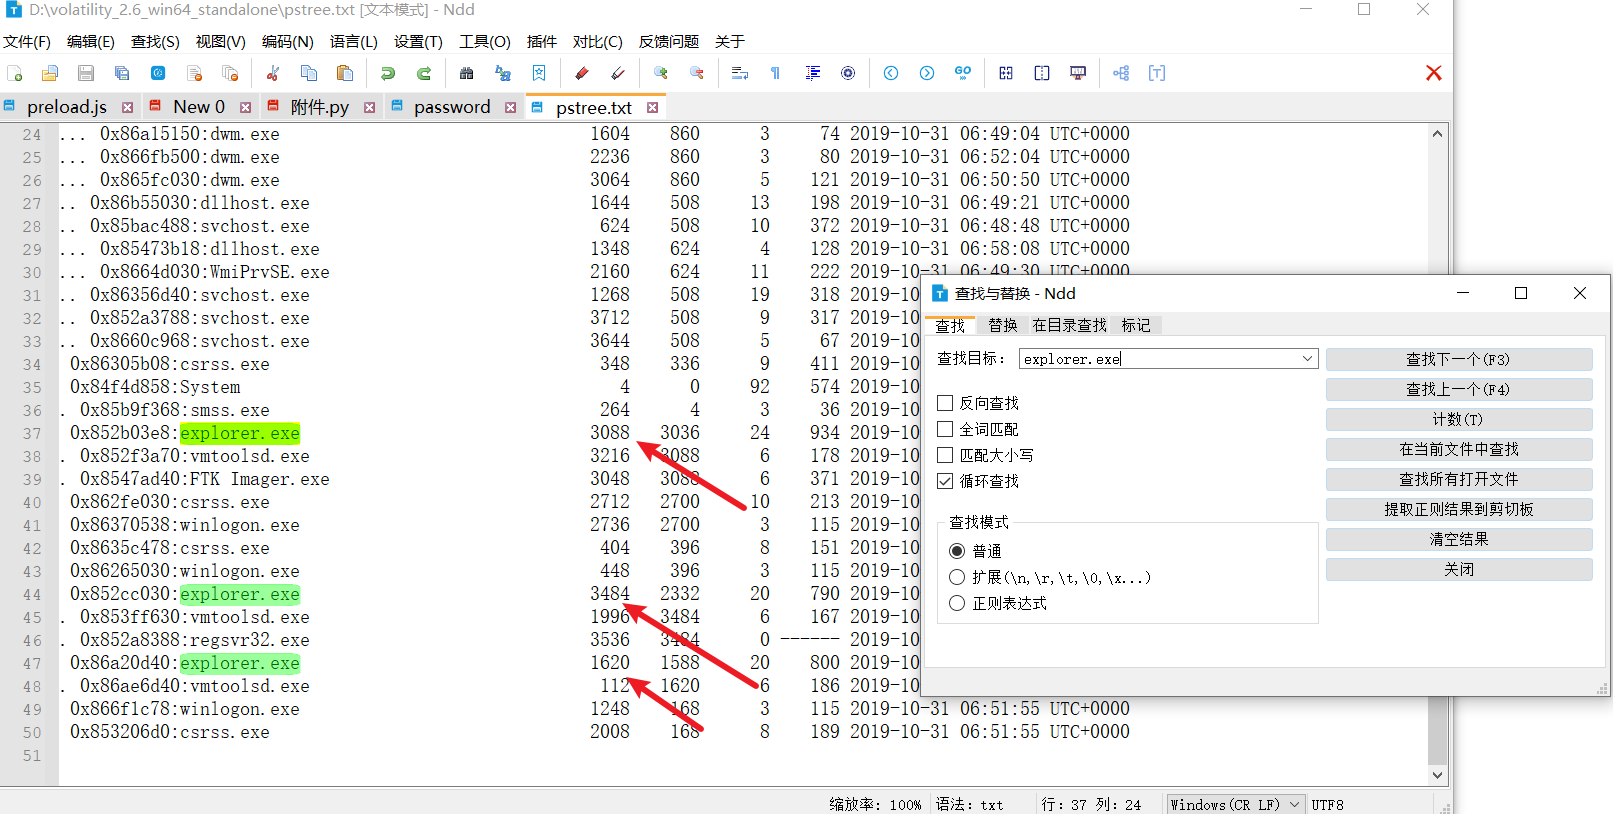 D:\volatility_2.6_win64_standalone\pstree.txt [文本模式] - Ndd
文件(F) 编辑(E) 查找(S) 视图(V) 编码(N) 语言(L) 设置(T) 工具(O) 插件 对比(C) 反馈问题 关于
preload.js New 0 附件.py password pstree.txt
24 ... 0x86a15150:dwm.exe 1604 860 3 74 2019-10-31 06:49:04 UTC+0000
25 ... 0x866fb500:dwm.exe 2236 860 3 80 2019-10-31 06:52:04 UTC+0000
26 ... 0x865fc030:dwm.exe 3064 860 5 121 2019-10-31 06:50:50 UTC+0000
27 .. 0x86b55030:dllhost.exe 1644 508 13 198 2019-10-31 06:49:21 UTC+0000
28 .. 0x85bac488:svchost.exe 624 508 10 372 2019-10-31 06:48:48 UTC+0000
29 ... 0x85473b18:dllhost.exe 1348 624 4 128 2019-10-31 06:58:08 UTC+0000
30 ... 0x8664d030:WmiPrvSE.exe 2160 624 11 222 2019-10-31 06:49:30 UTC+0000
31 .. 0x86356d40:svchost.exe 1268 508 19 318 2019-10
32 .. 0x852a3788:svchost.exe 3712 508 9 317 2019-10
33 .. 0x8660c968:svchost.exe 3644 508 5 67 2019-10
34 0x86305b08:csrss.exe 348 336 9 411 2019-10
35 0x84f4d858:System 4 0 92 574 2019-10
36 . 0x85b9f368:smss.exe 264 4 3 36 2019-10
37 0x852b03e8:explorer.exe 3088 3036 24 934 2019-10
38 . 0x852f3a70:vmtoolsd.exe 3216 3088 6 178 2019-10
39 . 0x8547ad40:FTK Imager.exe 3048 3088 6 371 2019-10
40 0x862fe030:csrss.exe 2712 2700 10 213 2019-10
41 0x86370538:winlogon.exe 2736 2700 3 115 2019-10
42 0x8635c478:csrss.exe 404 396 8 151 2019-10
43 0x86265030:winlogon.exe 448 396 3 115 2019-10
44 0x852cc030:explorer.exe 3484 2332 20 790 2019-10
45 . 0x853ff630:vmtoolsd.exe 1996 3484 6 167 2019-10
46 . 0x852a8388:regsvr32.exe 3536 3484 0 ------ 2019-10
47 0x86a20d40:explorer.exe 1620 1588 20 800 2019-10
48 . 0x86ae6d40:vmtoolsd.exe 112 1620 6 186 2019-10
49 0x866f1c78:winlogon.exe 1248 168 3 115 2019-10-31 06:51:55 UTC+0000
50 0x853206d0:csrss.exe 2008 168 8 189 2019-10-31 06:51:55 UTC+0000
51
查找与替换 - Ndd
查找 替换 在目录查找 标记
查找目标: explorer.exe
反向查找
全词匹配
匹配大小写
循环查找
查找模式
普通
扩展(\n,\r,\t,\0,\x...)
正则表达式
查找下一个(F3)
查找上一个(F4)
计数(T)
在当前文件中查找
查找所有打开文件
提取正则结果到剪切板
清空结果
关闭
缩放率: 100% 语法: txt 行: 37 列: 24 Windows(CR LF) UTF8